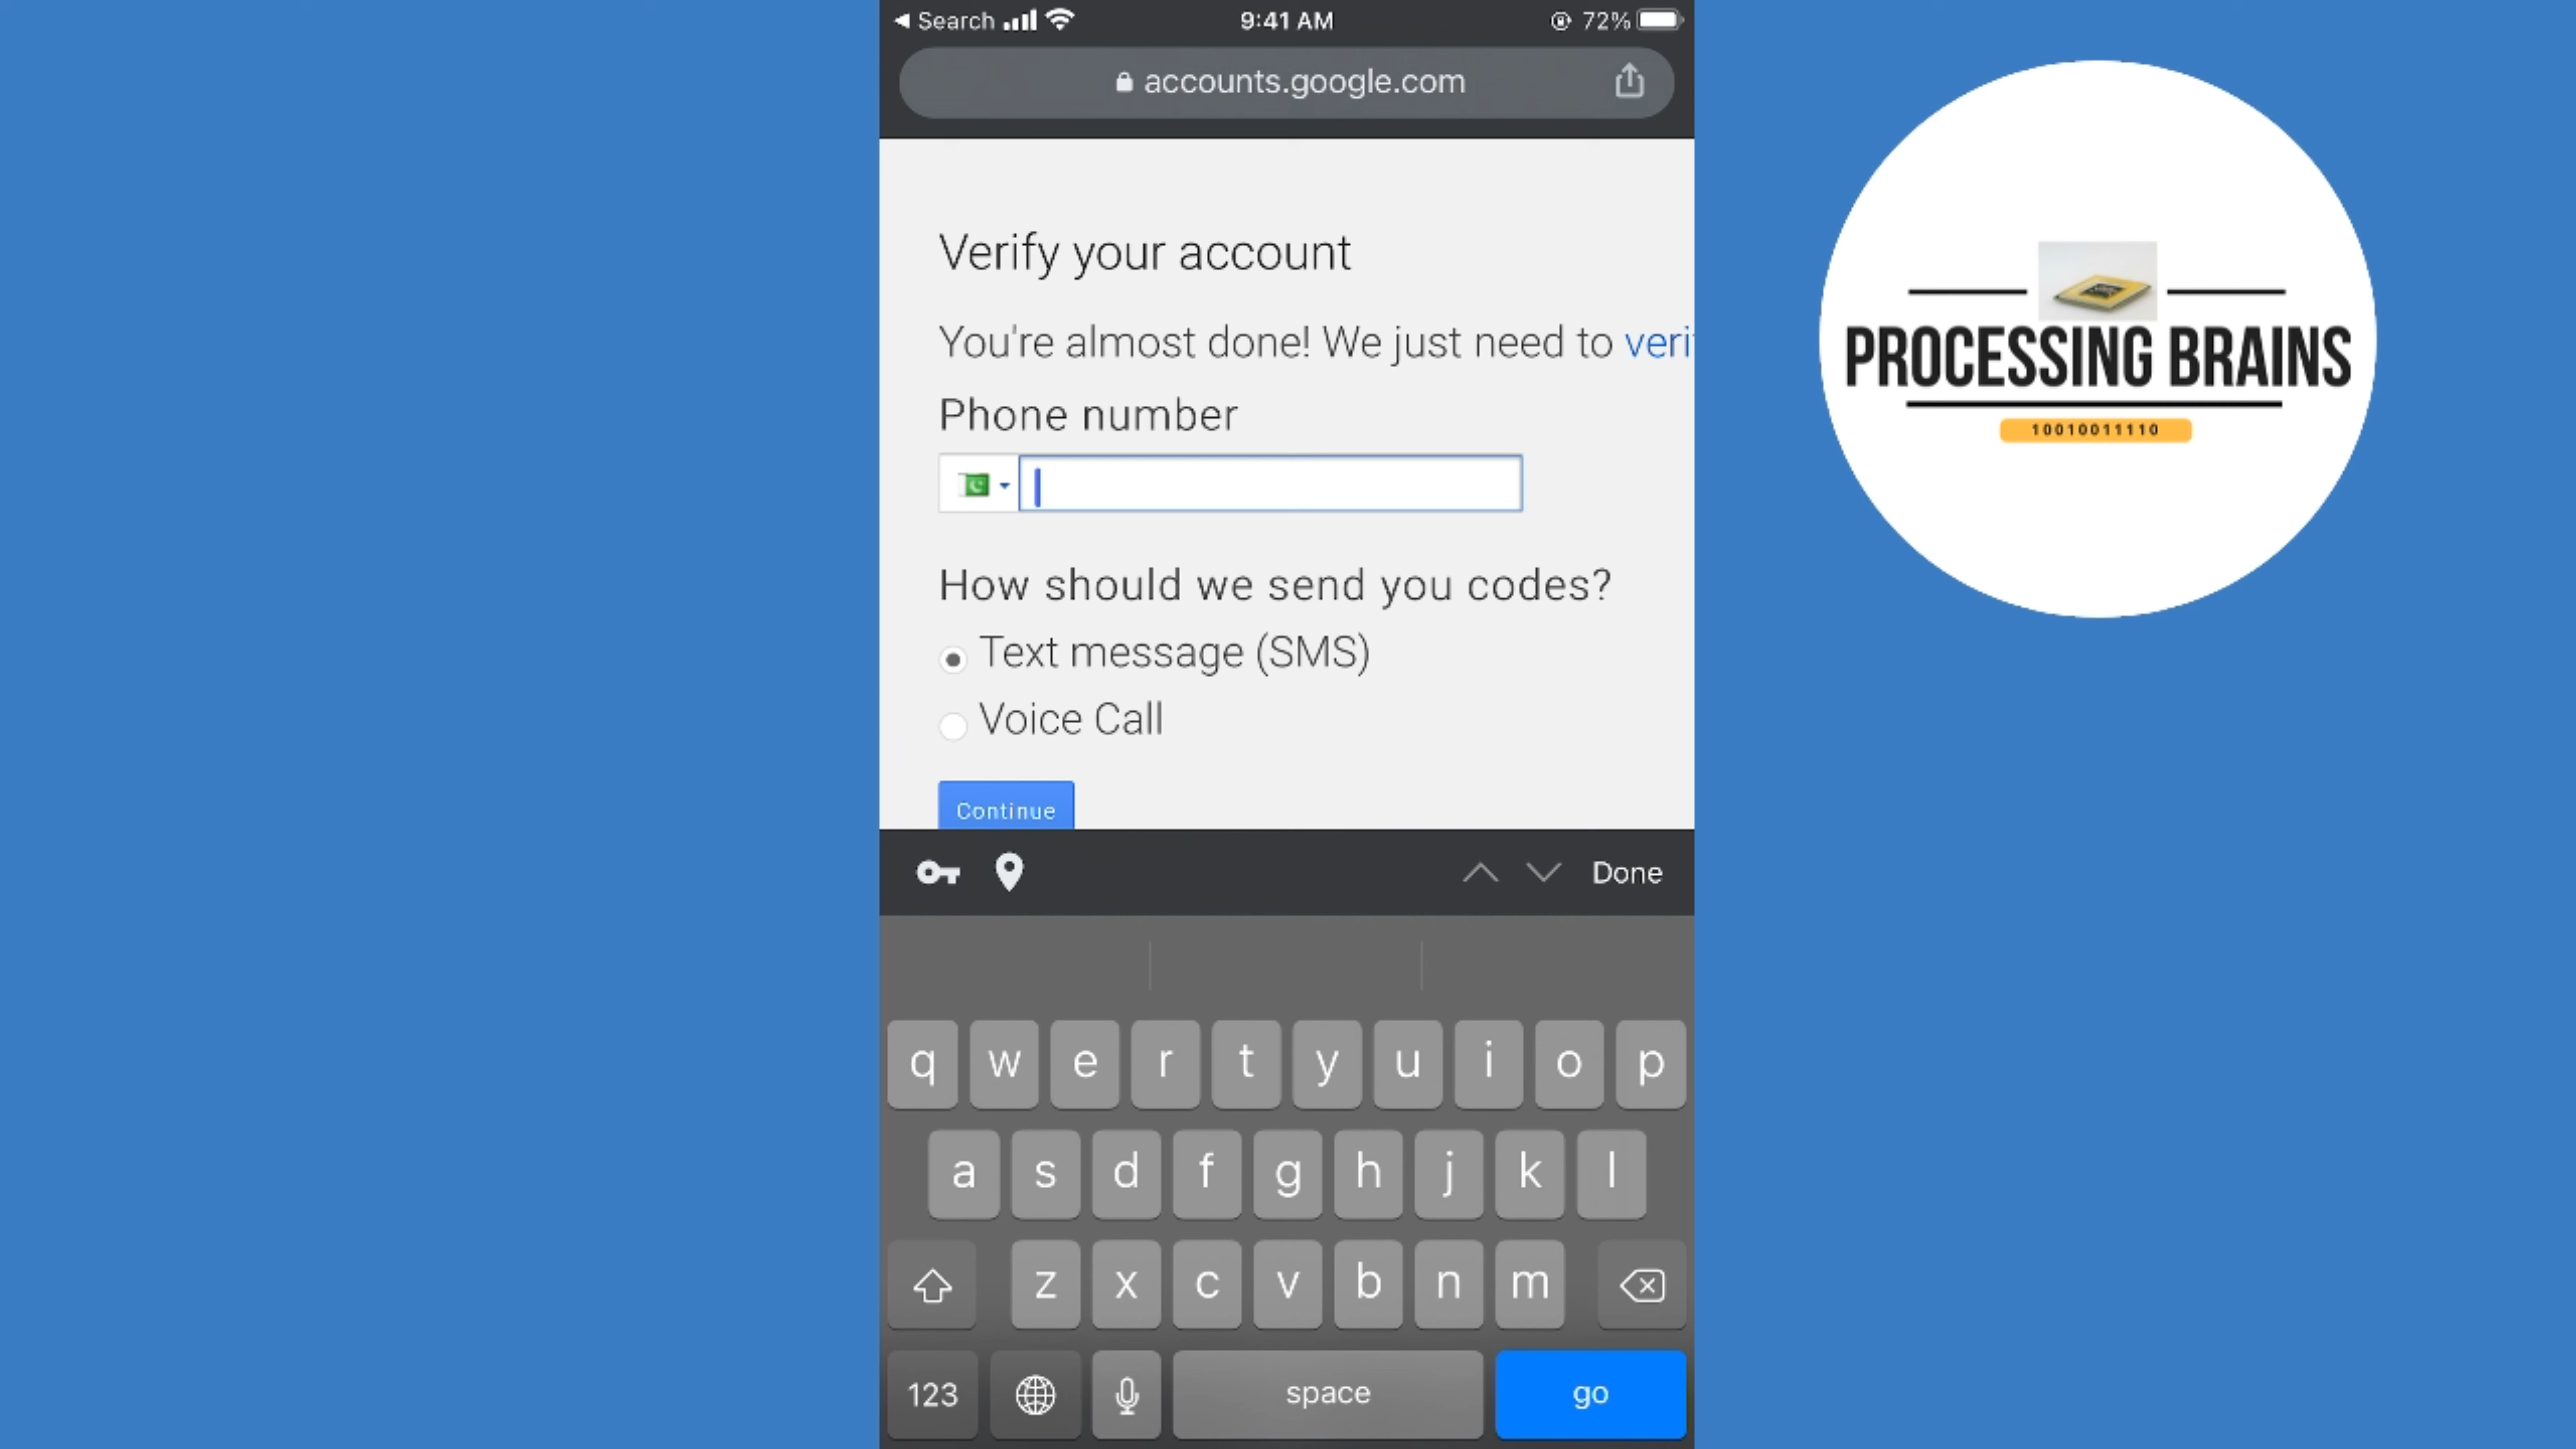 Search
9:41 AM
72%
accounts.google.com
Verify your account
You're almost done! We just need to veri
Phone number
How should we send you codes?
Text message (SMS)
Voice Call
Continue
Done
q w e r t y u i o p
a s d f g h j k l
z x c v b n m
123 space go
PROCESSING BRAINS
10010011110